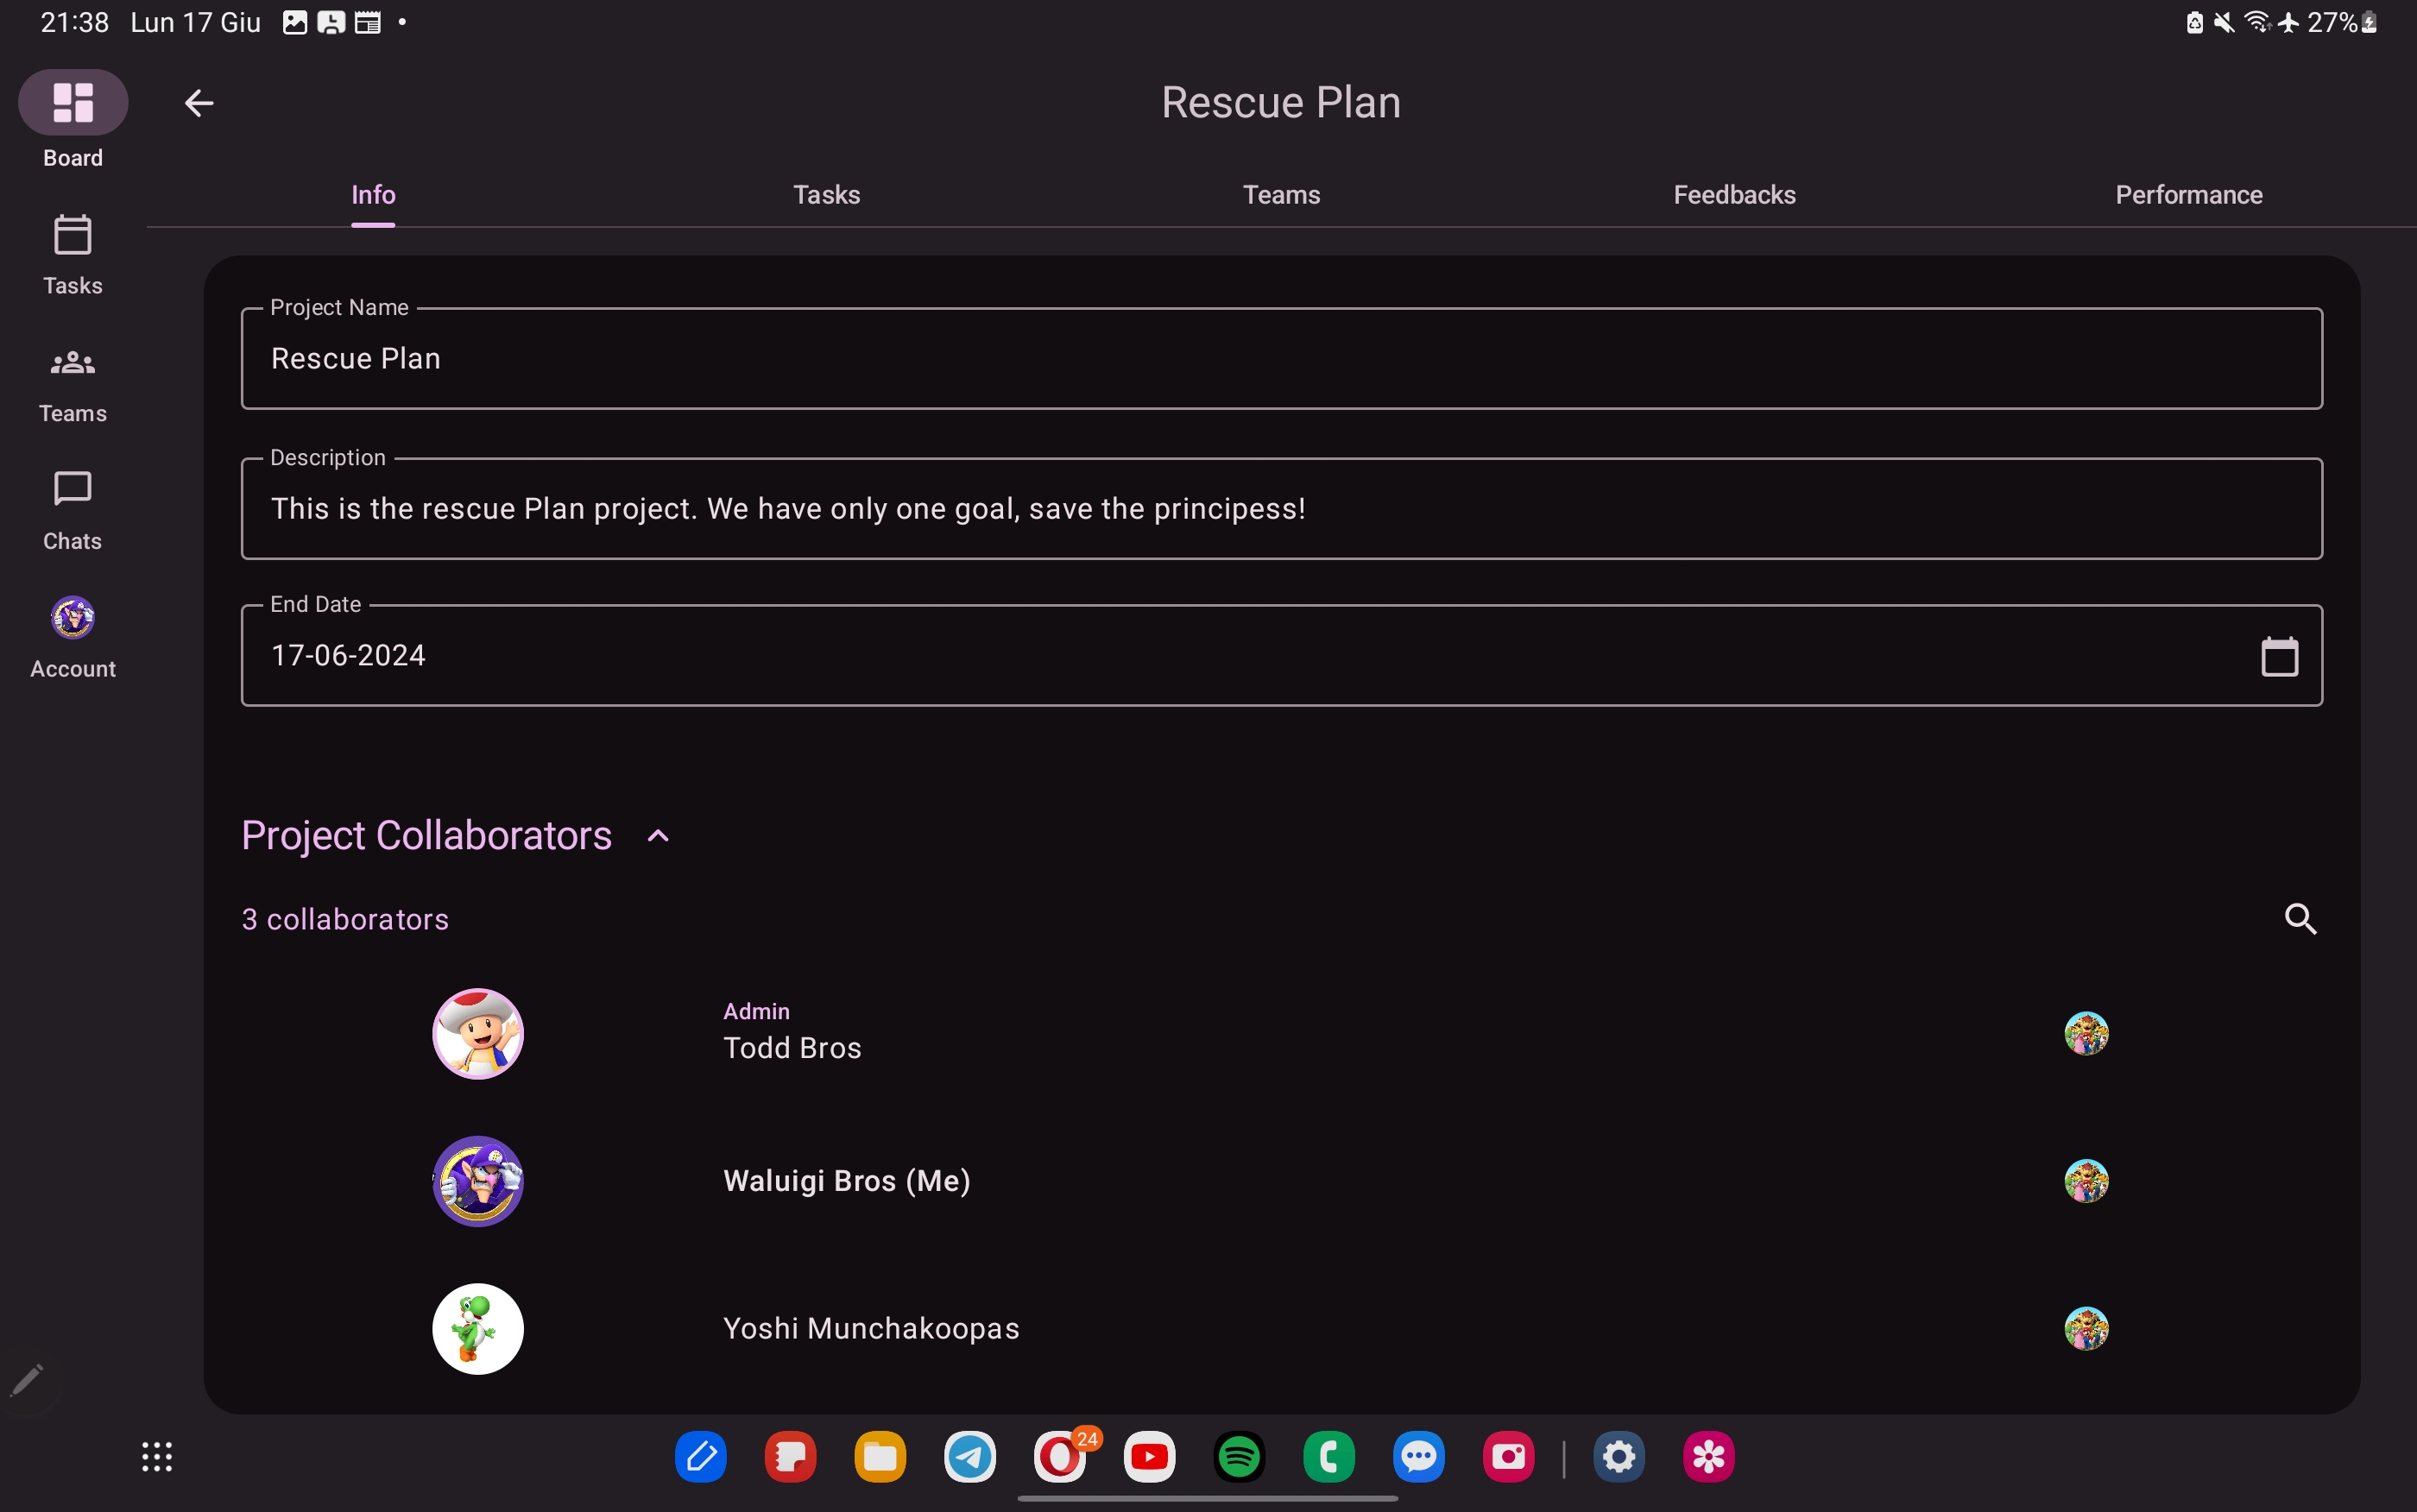 21:38 Lun 17 Giu
27%
Rescue Plan
Board
Tasks
Teams
Chats
Account
Info Tasks Teams Feedbacks Performance
Project Name
Rescue Plan
Description
This is the rescue Plan project. We have only one goal, save the principess!
End Date
17-06-2024
Project Collaborators
3 collaborators
Admin
Todd Bros
Waluigi Bros (Me)
Yoshi Munchakoopas
24